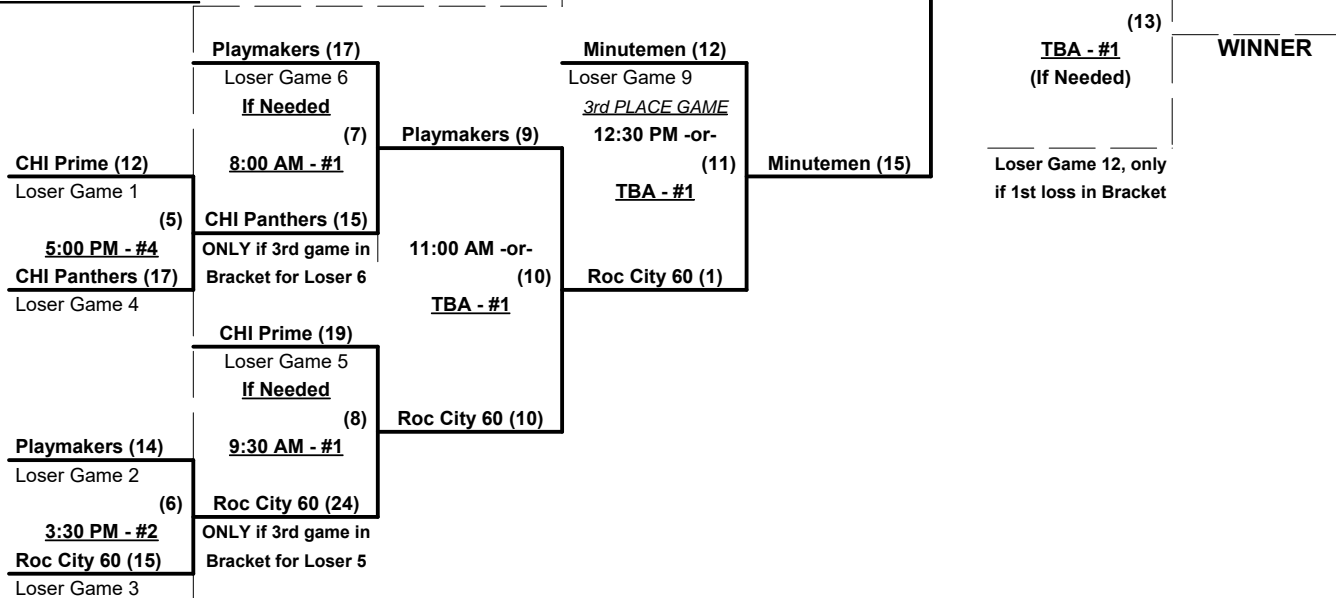 (13)
Playmakers (17)
Minutemen (12)
TBA - #1
WINNER
Loser Game 6
Loser Game 9
(If Needed)
If Needed
3rd PLACE GAME
(7)
Playmakers (9)
12:30 PM -or-
CHI Prime (12)
8:00 AM - #1
(11)
Minutemen (15)
Loser Game 12, only
Loser Game 1
TBA - #1
if 1st loss in Bracket
(5)
CHI Panthers (15)
5:00 PM - #4
ONLY if 3rd game in
11:00 AM -or-
CHI Panthers (17)
Bracket for Loser 6
(10)
Roc City 60 (1)
Loser Game 4
TBA - #1
CHI Prime (19)
Loser Game 5
If Needed
(8)
Roc City 60 (10)
Playmakers (14)
9:30 AM - #1
Loser Game 2
(6)
Roc City 60 (24)
3:30 PM - #2
ONLY if 3rd game in
Roc City 60 (15)
Bracket for Loser 5
Loser Game 3